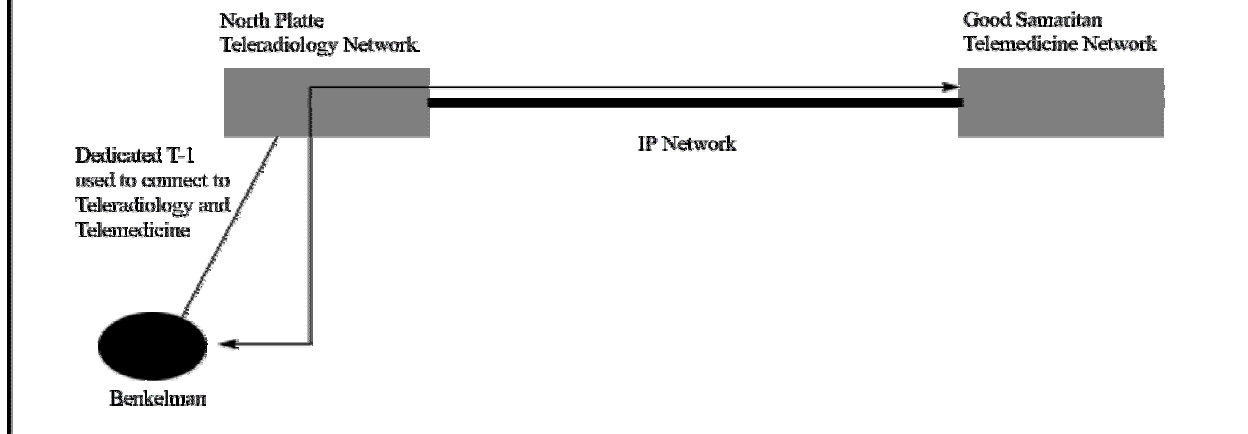 North Platte
Teleradiology Network
Good Samaritan
Telemedicine Network
IP Network
Dedicated T-1
used to connect to
Teleradiology and
Telemedicine
Benkelman